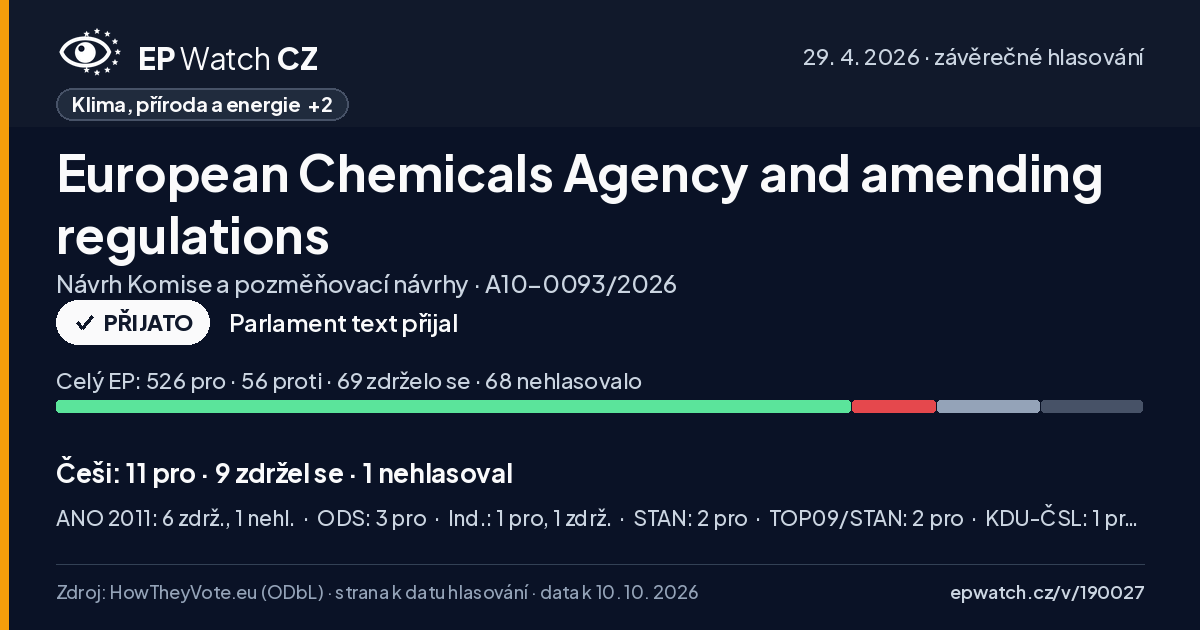 EP Watch CZ
29. 4. 2026 · závěrečné hlasování
Klima, příroda a energie +2
European Chemicals Agency and amending
regulations
Návrh Komise a pozměňovací návrhy · A10-0093/2026
✓ PŘIJATO Parlament text přijal
Celý EP: 526 pro · 56 proti · 69 zdrželo se · 68 nehlasovalo
Češi: 11 pro · 9 zdržel se · 1 nehlasoval
ANO 2011: 6 zdrž., 1 nehl. · ODS: 3 pro · Ind.: 1 pro, 1 zdrž. · STAN: 2 pro · TOP09/STAN: 2 pro · KDU-ČSL: 1 pr…
Zdroj: HowTheyVote.eu (ODbL) · strana k datu hlasování · data k 10. 10. 2026
epwatch.cz/v/190027